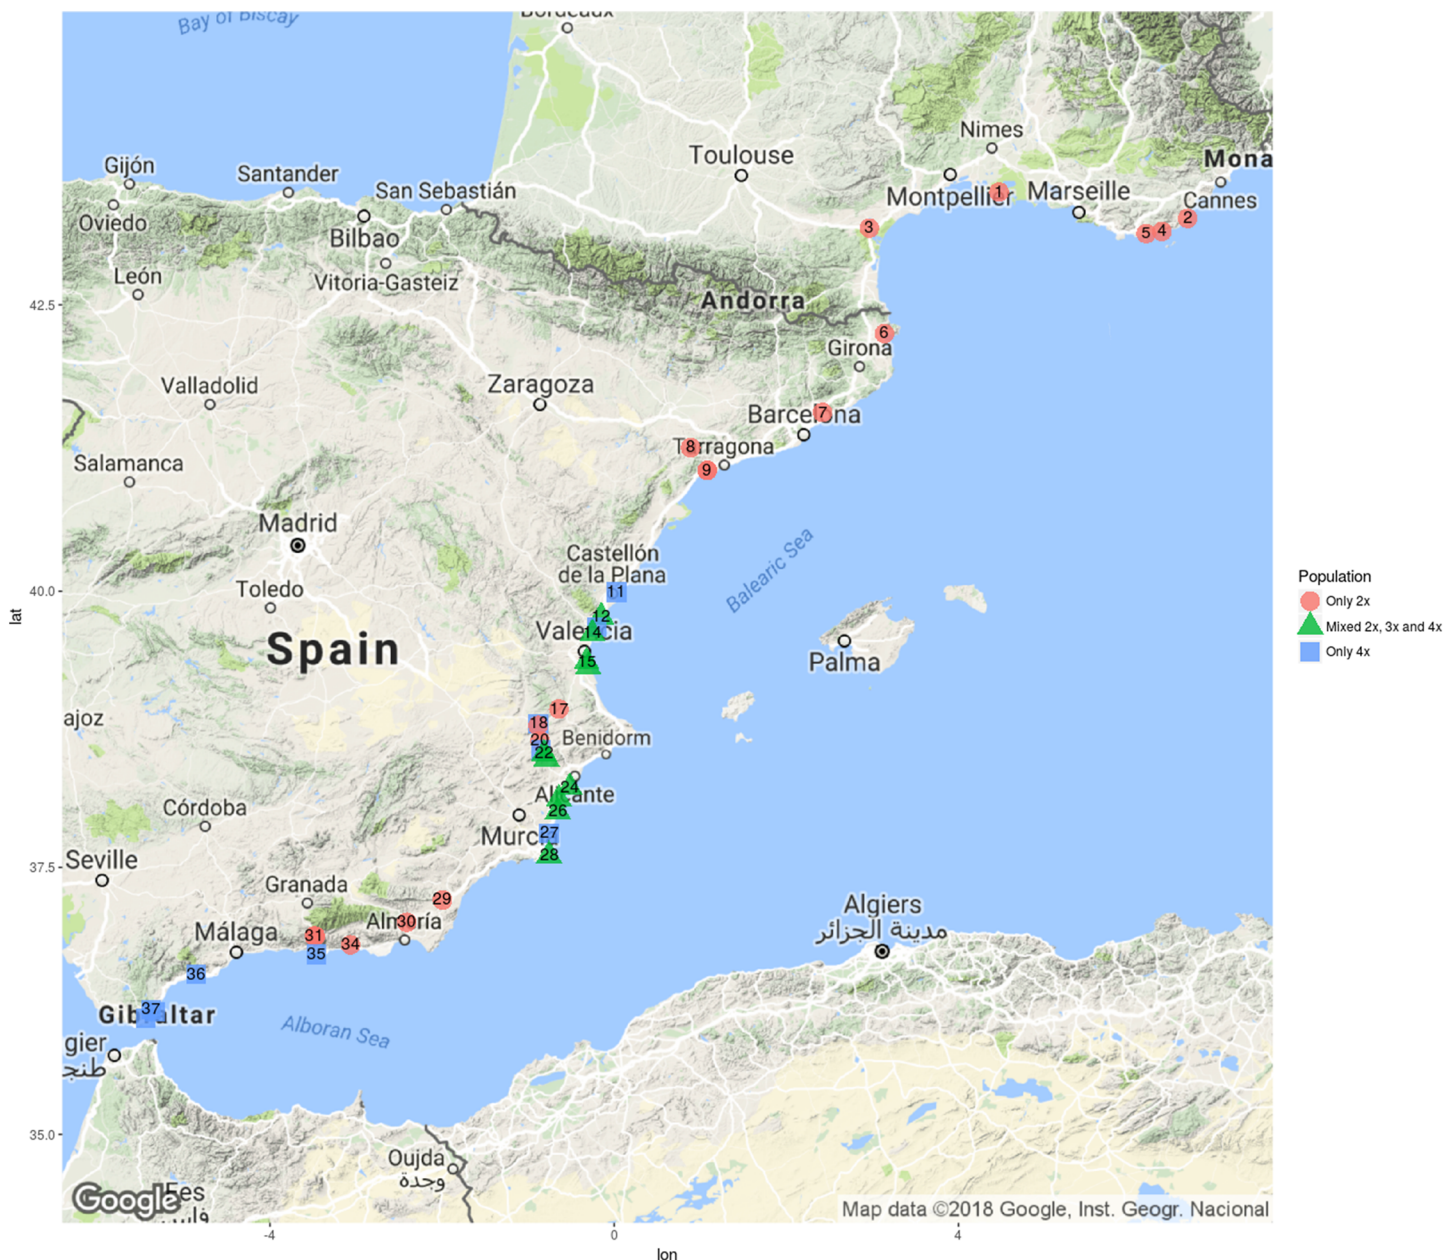 Bay of Biscay
Bordeaux
Nimes
Toulouse
Mona
Gijón
Santander
San Sebastián
Montpellier
1
Marseille
Cannes
Oviedo
Bilbao
3
2
5
4
León
Vitoria-Gasteiz
Andorra
42.5
6
Girona
Valladolid
Zaragoza
Barcelona
7
8
Tarragona
Salamanca
9
Madrid
Castellón
de la Plana
Balearic Sea
Toledo
40.0
11
12
Valencia
14
Spain
15
Palma
lat
Population
Only 2x
Mixed 2x, 3x and 4x
Only 4x
ajoz
17
18
20
Benidorm
22
24
Alicante
Córdoba
26
Murc
27
28
Seville
37.5
Granada
29
Algiers
مدينة الجزائر
Almería
30
Málaga
31
34
35
36
37
Gibraltar
Alboran Sea
gier
طنجة
35.0
Oujda
وجدة
Google
Fes
فاس
Map data ©2018 Google, Inst. Geogr. Nacional
-4
0
4
lon